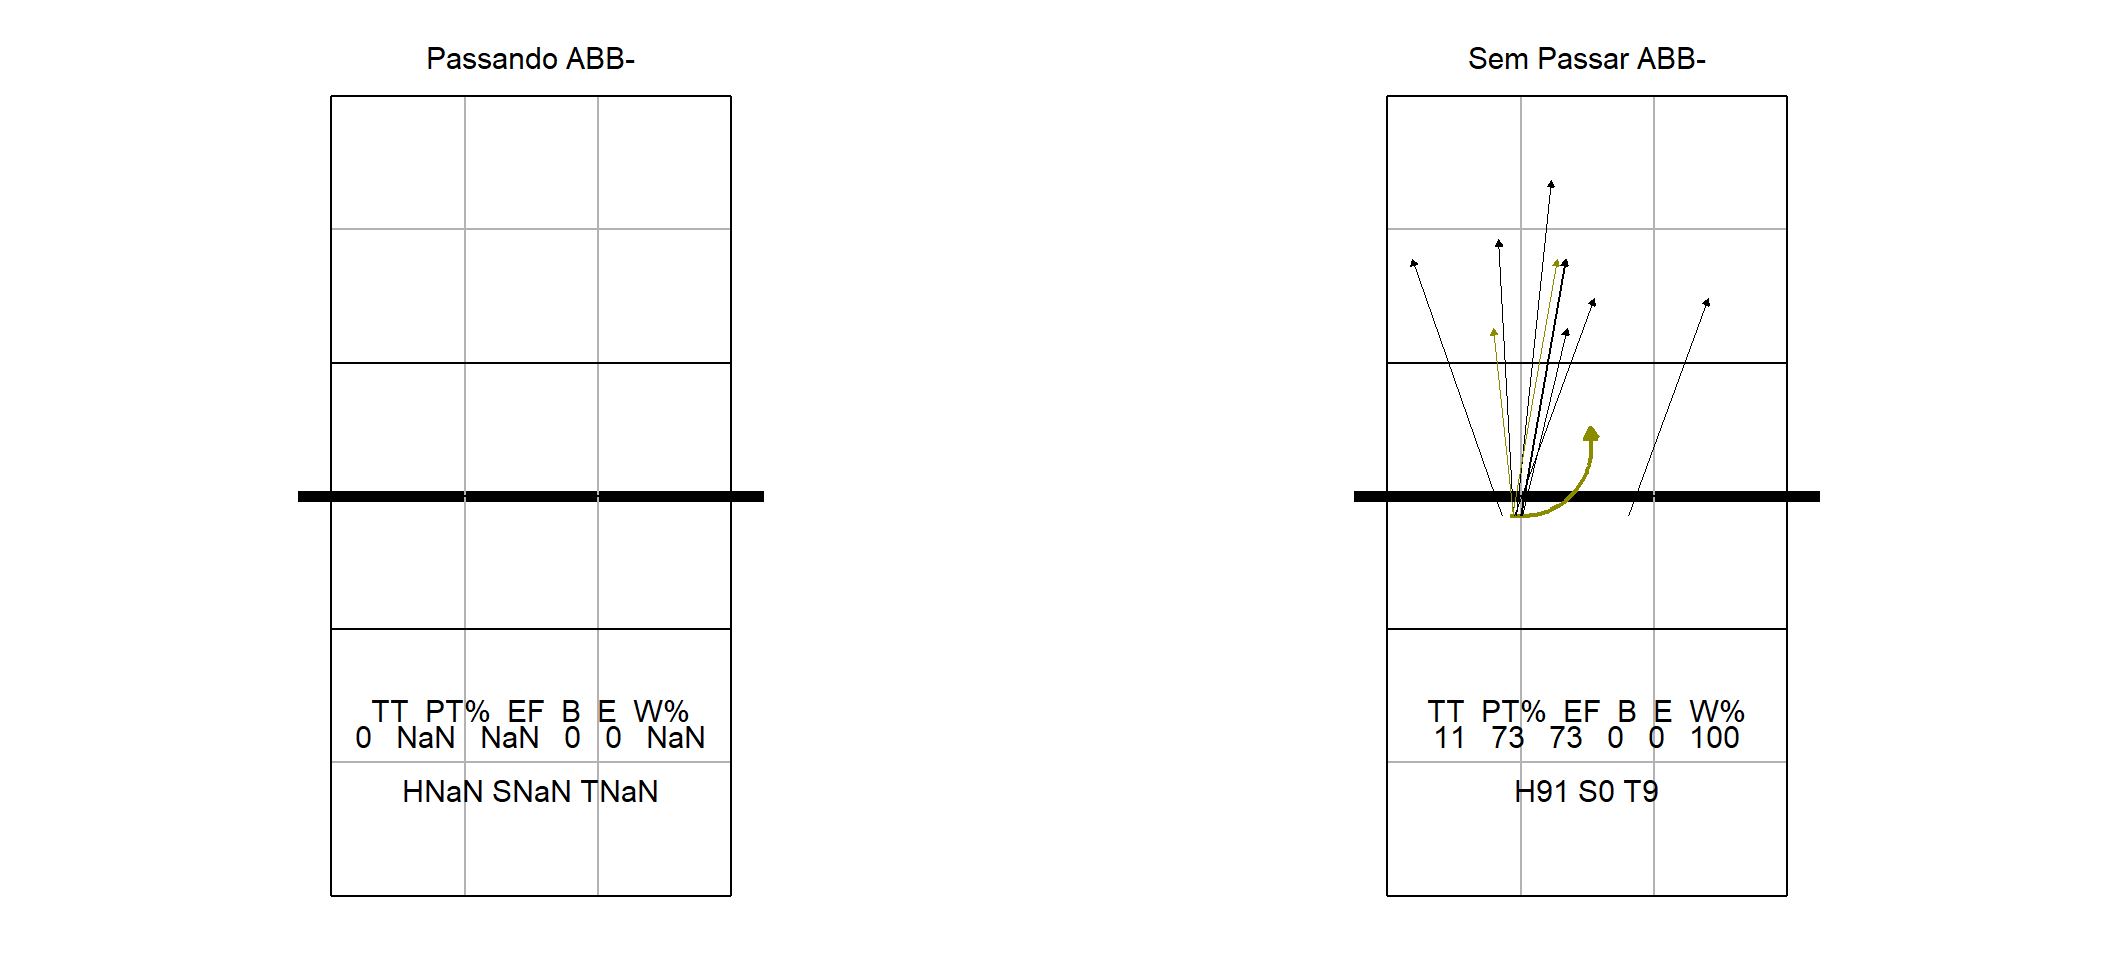 Passando ABB-
TT PT% EF B E W%
0 NaN NaN 0 0 NaN
HNaN SNaN TNaN
Sem Passar ABB-
TT PT% EF B E W%
11 73 73 0 0 100
H91 S0 T9